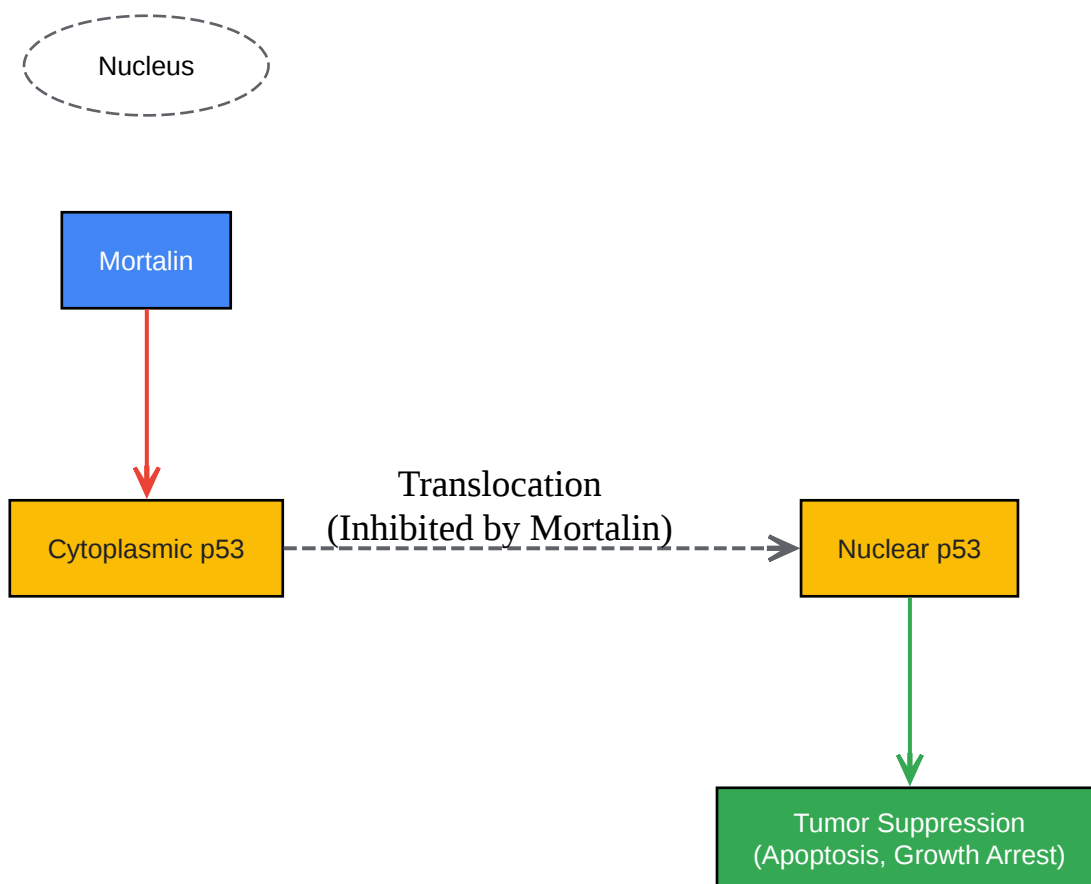 Nucleus
Mortalin
Translocation
(Inhibited by Mortalin)
Cytoplasmic p53
Nuclear p53
Tumor Suppression
(Apoptosis, Growth Arrest)